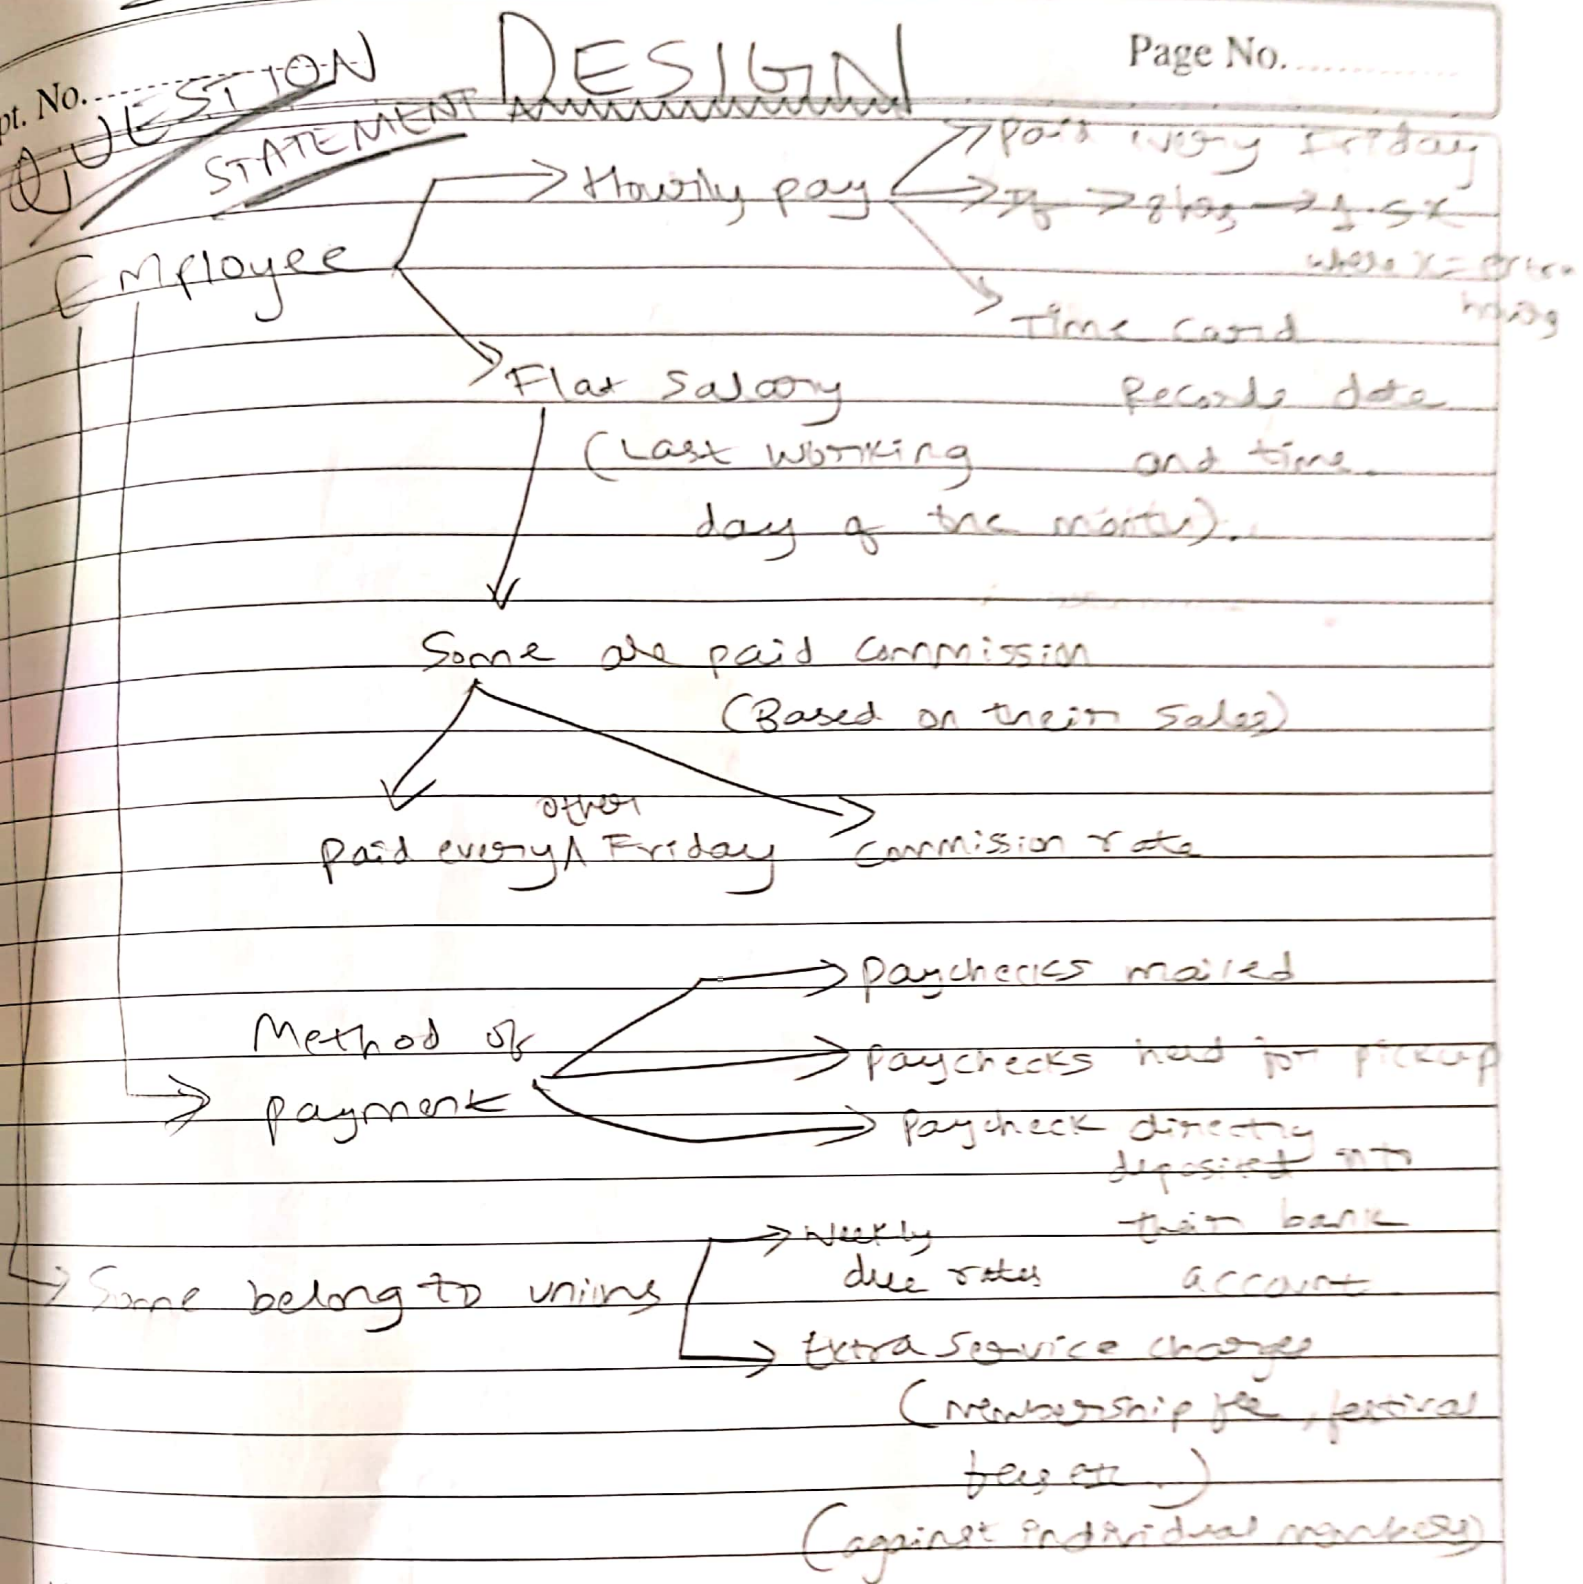 pt. No.
Page No.
QUESTION
STATEMENT
DESIGN
Employee
Hourly pay
Paid every Friday
If > 8 hrs → 1.5x
where x = extra
hours
Time card
Records date
and time.
Flat salary
(Last working
day of the month).
Some are paid commission
(Based on their sales)
other
Paid every ^ Friday
Commission rate
Method of
payment
Paychecks mailed
Paychecks held for pickup
Paycheck directly
deposited into
their bank
account
Some belong to unions
Weekly
due rates
Extra service charges
(membership fee, festival
fees etc.)
(against individual members)